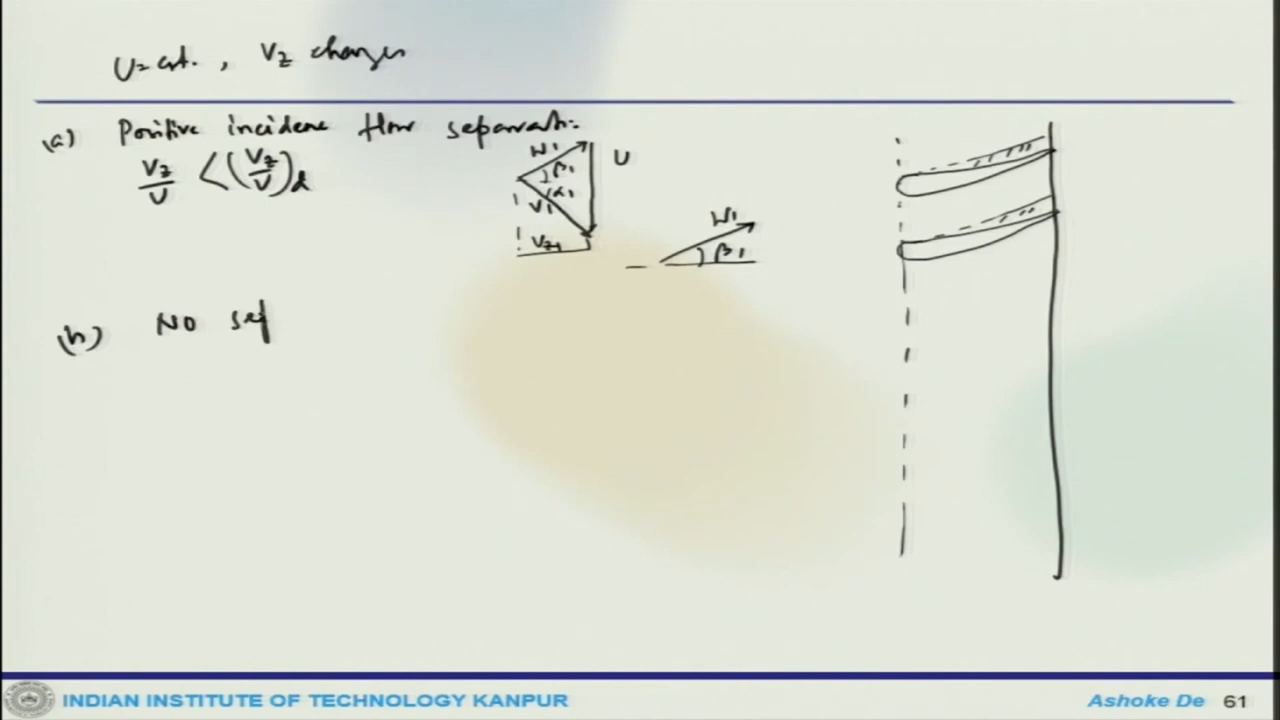 U = cst. , Vz changes
(a) Positive incidence flow separatn:
Vz/U < (Vz/U)d
W1
β1
U
α1
V1
Vz1
W1
β1
(b) No sep
INDIAN INSTITUTE OF TECHNOLOGY KANPUR
Ashoke De 61